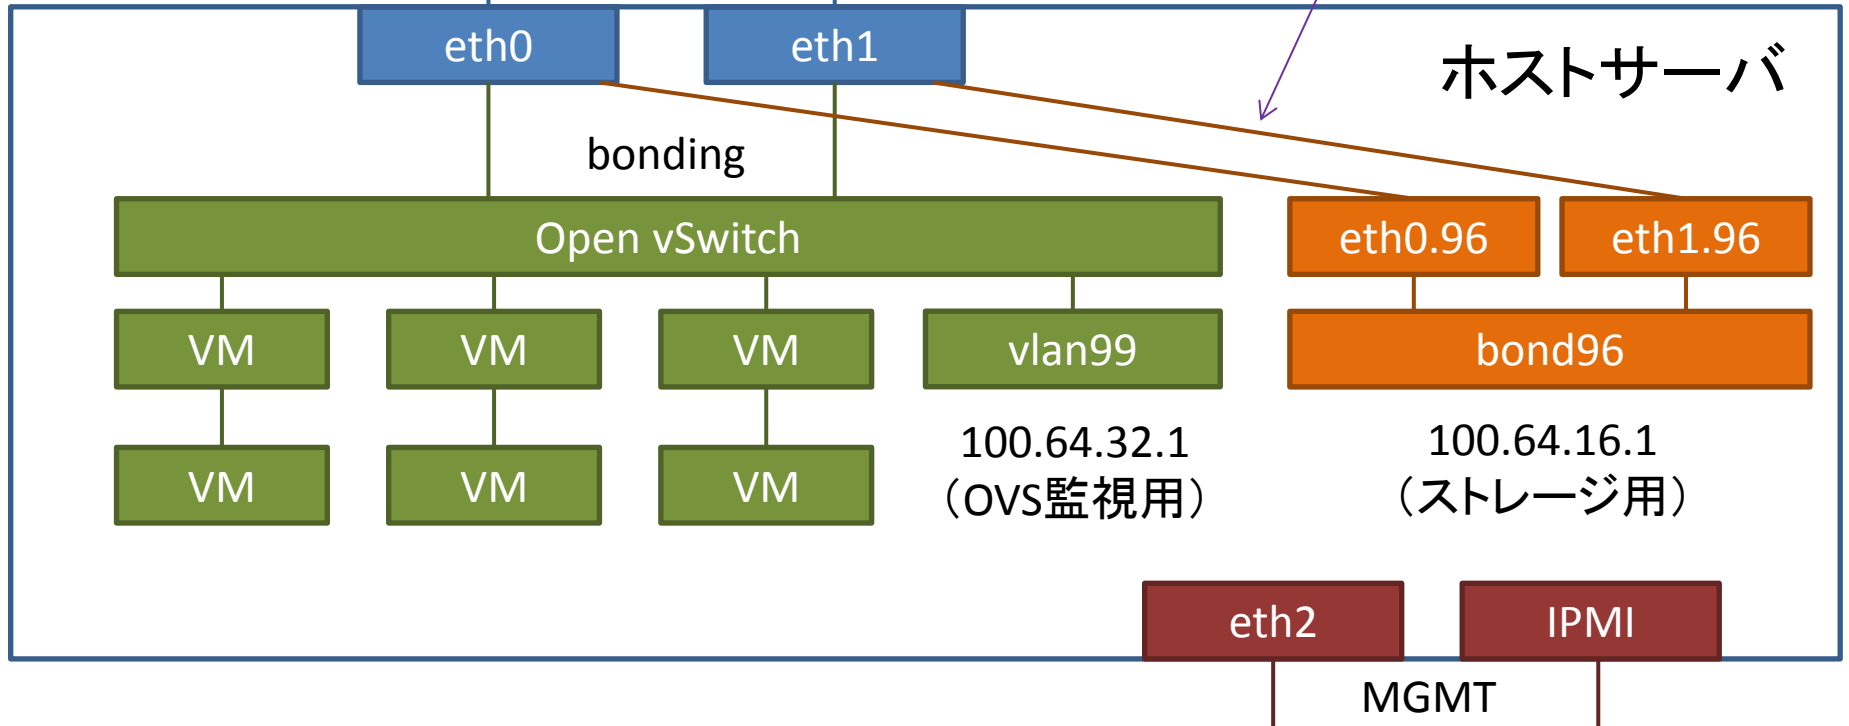 eth0
eth1
ホストサーバ
bonding
Open vSwitch
eth0.96
eth1.96
VM
VM
VM
vlan99
bond96
100.64.32.1
（OVS監視用）
100.64.16.1
（ストレージ用）
VM
VM
VM
eth2
IPMI
MGMT